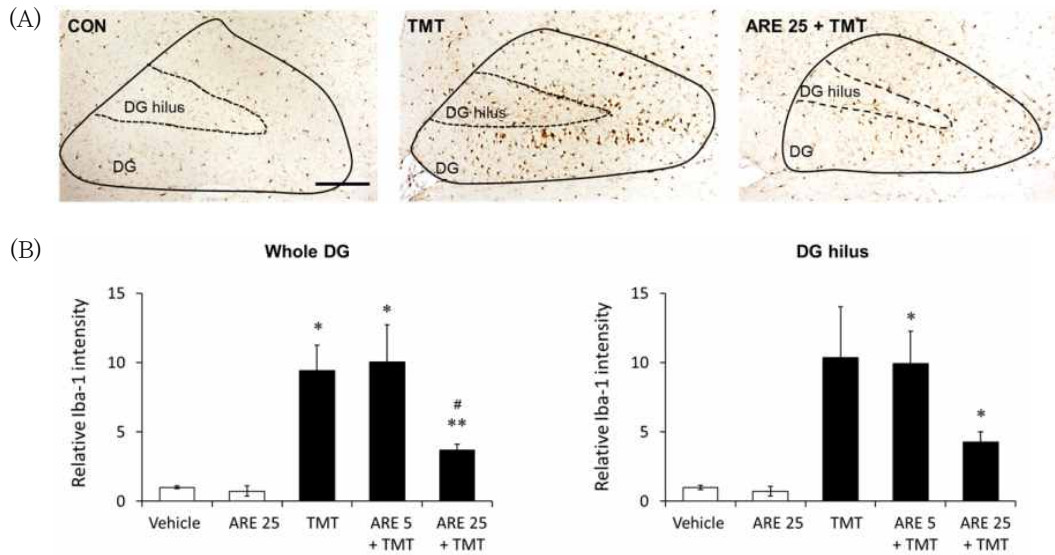 (A)
CON
DG hilus
DG
TMT
DG hilus
DG
ARE 25 + TMT
DG hilus
DG
(B)
Whole DG
Relative Iba-1 intensity
15
10
5
0
*
*
#
**
Vehicle
ARE 25
TMT
ARE 5
+ TMT
ARE 25
+ TMT
DG hilus
Relative Iba-1 intensity
15
10
5
0
*
*
Vehicle
ARE 25
TMT
ARE 5
+ TMT
ARE 25
+ TMT